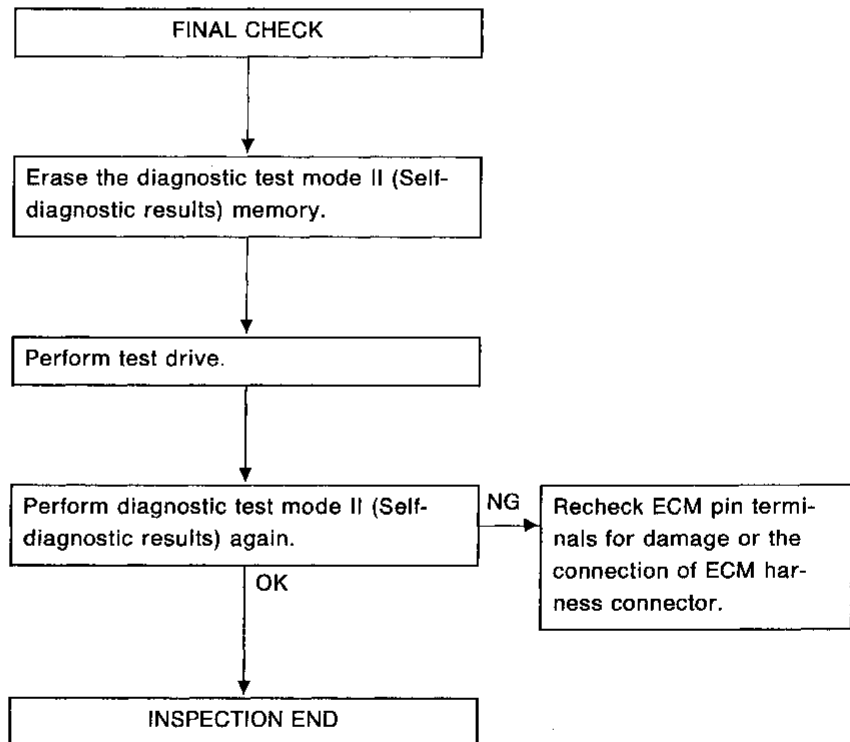 FINAL CHECK
Erase the diagnostic test mode II (Self-
diagnostic results) memory.
Perform test drive.
Perform diagnostic test mode II (Self-
diagnostic results) again.
NG
Recheck ECM pin termi-
nals for damage or the
connection of ECM har-
ness connector.
OK
INSPECTION END